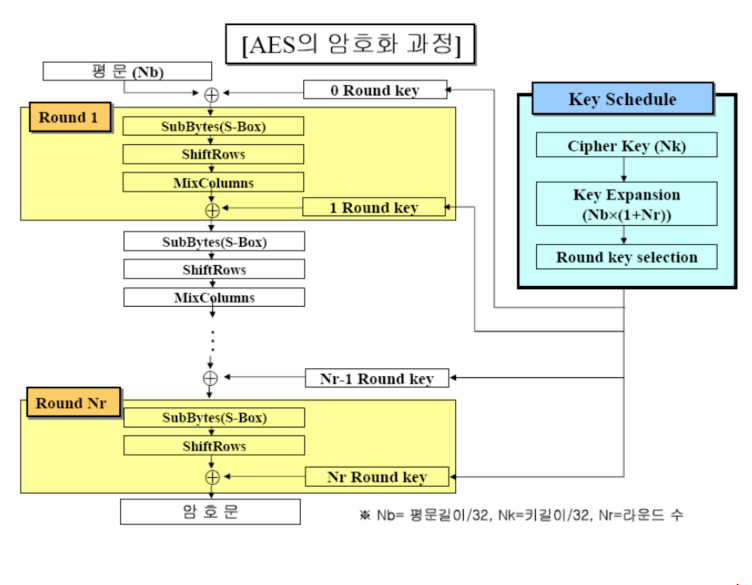 [AES의 암호화 과정]
평 문 (Nb)
0 Round key
Round 1
SubBytes(S-Box)
ShiftRows
MixColumns
1 Round key
SubBytes(S-Box)
ShiftRows
MixColumns
Nr-1 Round key
Round Nr
SubBytes(S-Box)
ShiftRows
Nr Round key
암 호 문
Key Schedule
Cipher Key (Nk)
Key Expansion
(Nb×(1+Nr))
Round key selection
※ Nb= 평문길이/32, Nk=키길이/32, Nr=라운드 수